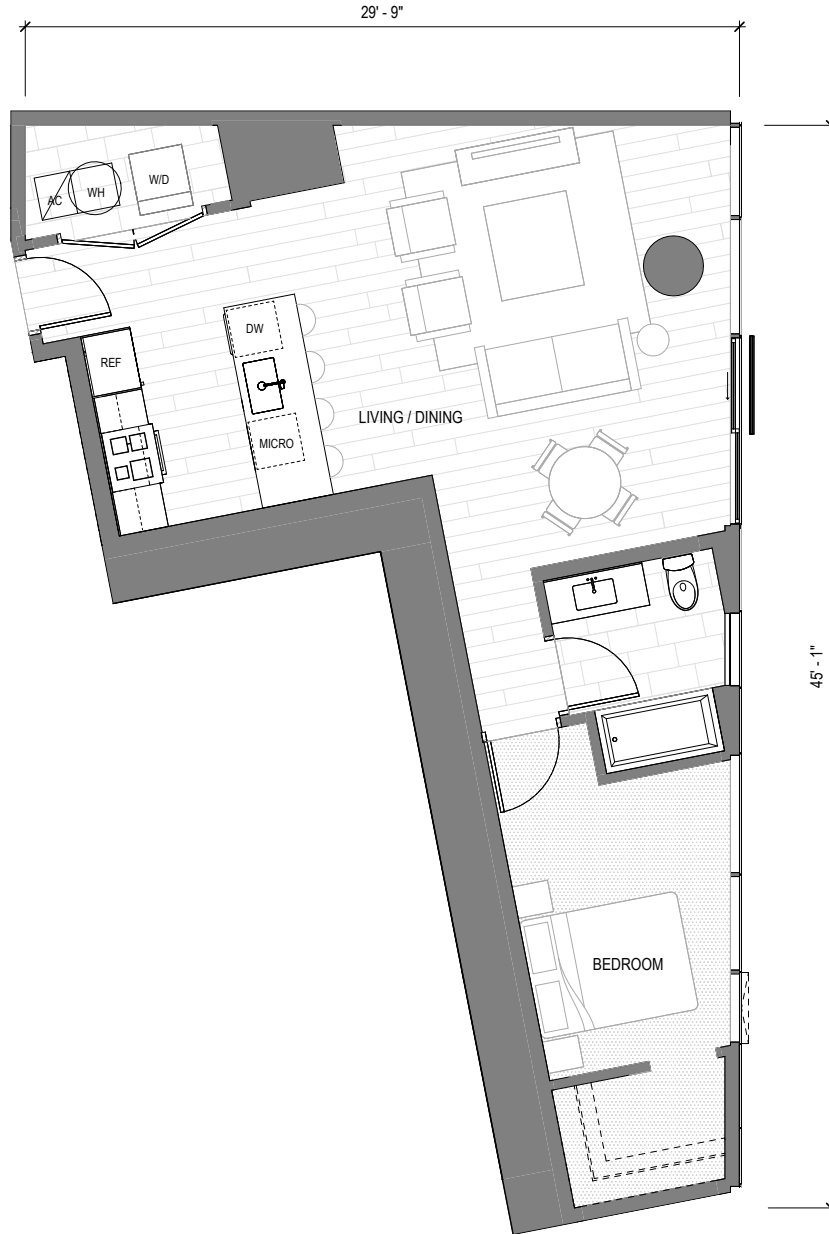 29' - 9"
W/D
WH
AC
REF
DW
LIVING / DINING
MICRO
45' - 1"
BEDROOM